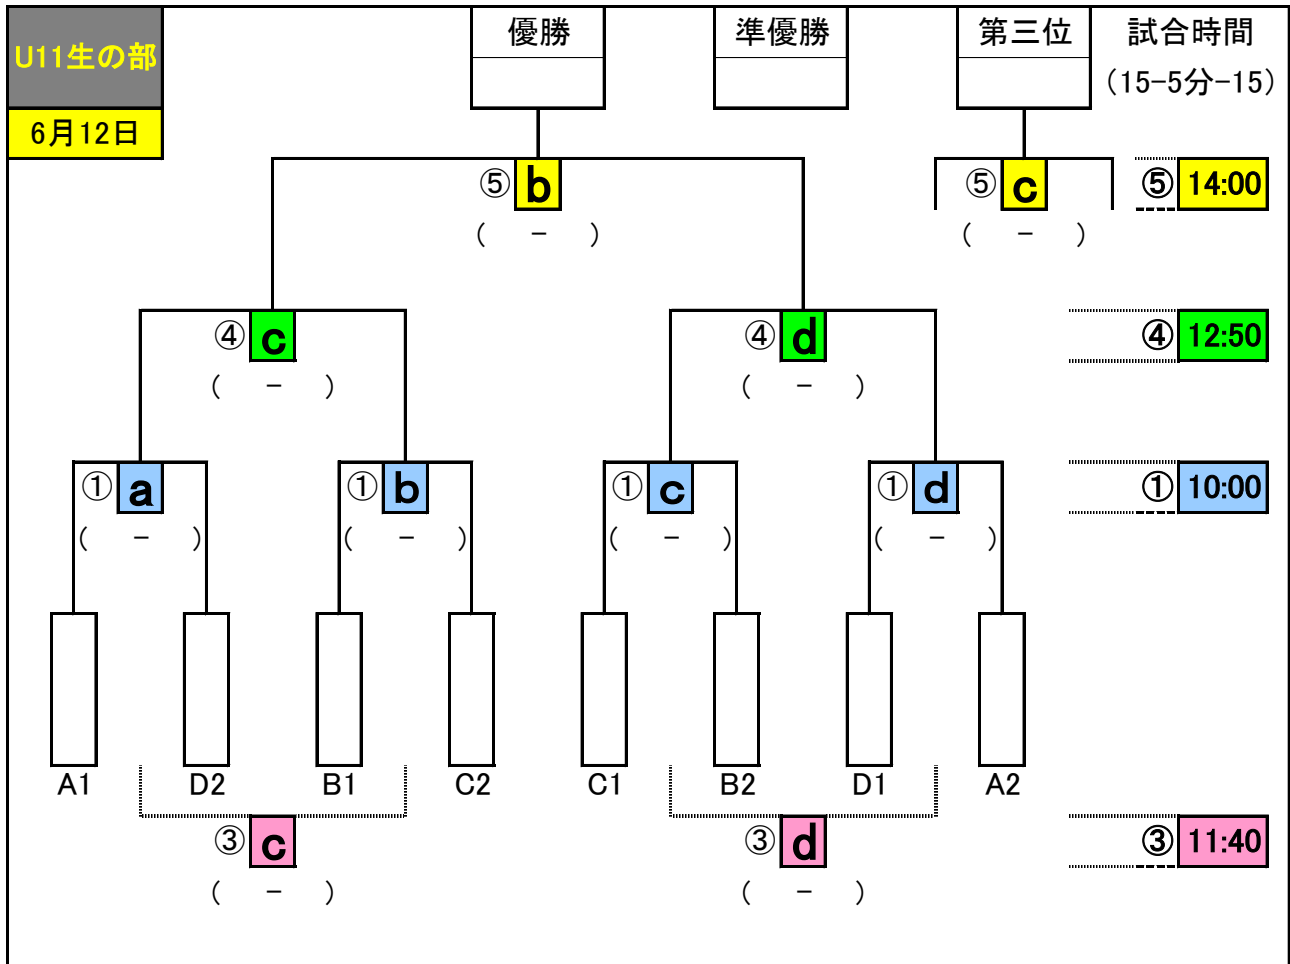 U11生の部
優勝
準優勝
第三位
試合時間
(15-5分-15)
6月12日
⑤ b
⑤ c
⑤ 14:00
( - )
( - )
④ c
④ d
④ 12:50
( - )
( - )
① a
① b
① c
① d
① 10:00
( - )
( - )
( - )
( - )
A1
D2
B1
C2
C1
B2
D1
A2
③ c
③ d
③ 11:40
( - )
( - )